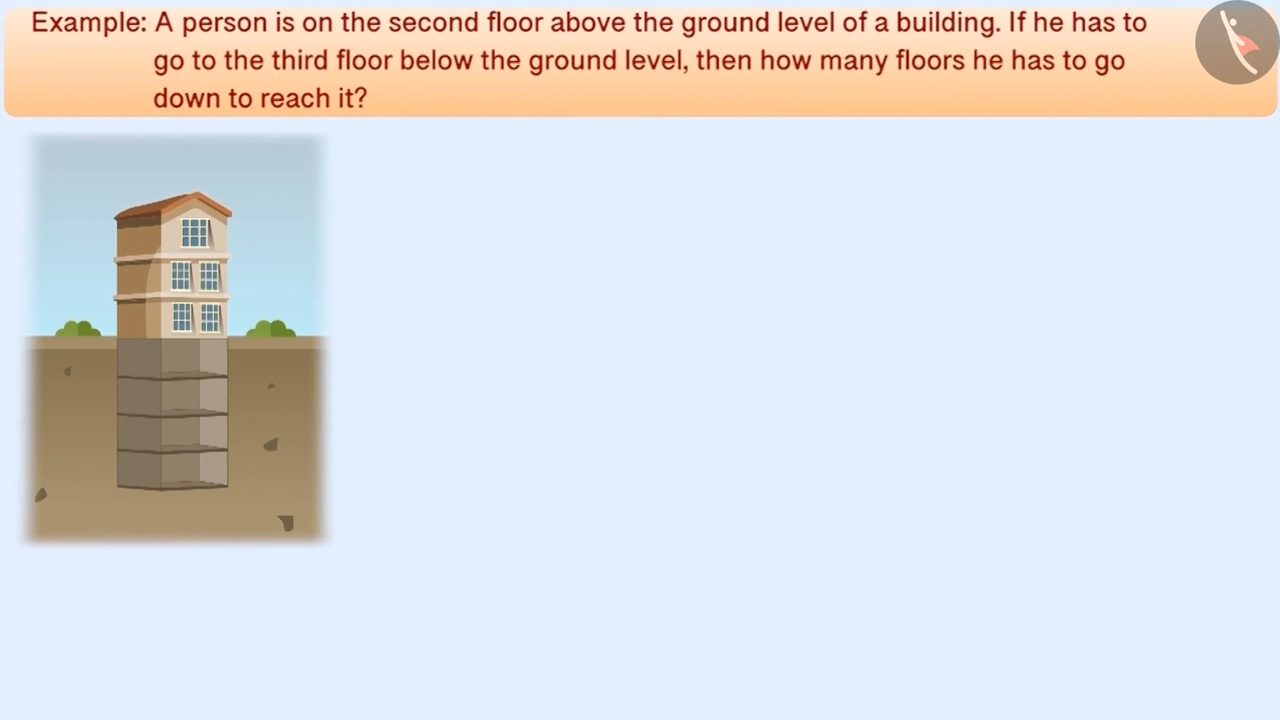 Example: A person is on the second floor above the ground level of a building. If he has to
go to the third floor below the ground level, then how many floors he has to go
down to reach it?